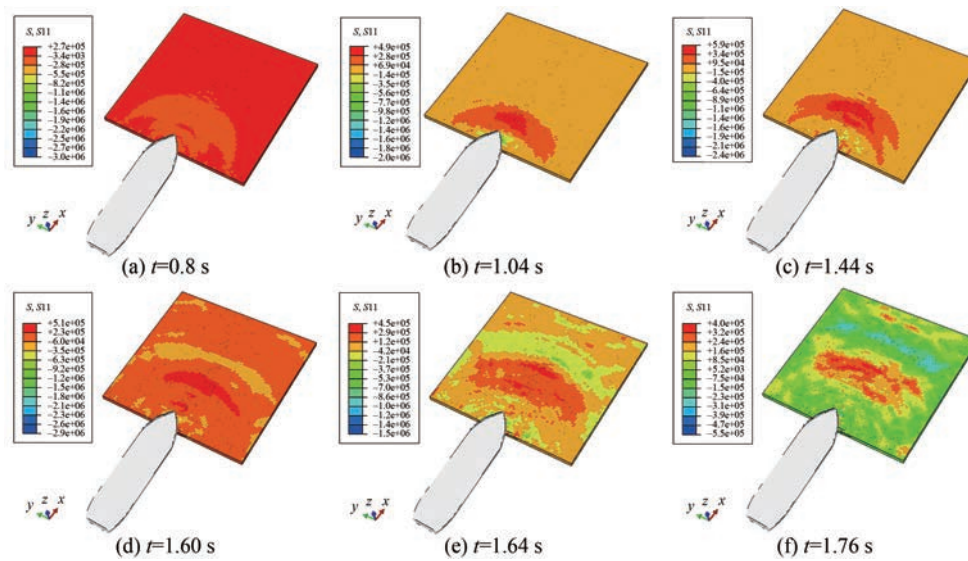 S, S11
+2.7e+05
−3.4e+03
−2.8e+05
−5.5e+05
−8.2e+05
−1.1e+06
−1.4e+06
−1.6e+06
−1.9e+06
−2.2e+06
−2.5e+06
−2.7e+06
−3.0e+06
y z x
(a) t=0.8 s
S, S11
+4.9e+05
+2.8e+05
+6.9e+04
−1.4e+05
−3.5e+05
−5.6e+05
−7.7e+05
−9.8e+05
−1.2e+06
−1.4e+06
−1.6e+06
−1.8e+06
−2.0e+06
y z x
(b) t=1.04 s
S, S11
+5.9e+05
+3.4e+05
+9.5e+04
−1.5e+05
−4.0e+05
−6.4e+05
−8.9e+05
−1.1e+06
−1.4e+06
−1.6e+06
−1.9e+06
−2.1e+06
−2.4e+06
y z x
(c) t=1.44 s
S, S11
+5.1e+05
+2.3e+05
−6.0e+04
−3.5e+05
−6.3e+05
−9.2e+05
−1.2e+06
−1.5e+06
−1.8e+06
−2.1e+06
−2.3e+06
−2.6e+06
−2.9e+06
y z x
(d) t=1.60 s
S, S11
+4.5e+05
+2.9e+05
+1.2e+05
−4.2e+04
−2.1e+05
−3.7e+05
−5.3e+05
−7.0e+05
−8.6e+05
−1.0e+06
−1.2e+06
−1.4e+06
−1.5e+06
y z x
(e) t=1.64 s
S, S11
+4.0e+05
+3.2e+05
+2.4e+05
+1.6e+05
+8.5e+04
+5.2e+03
−7.5e+04
−1.5e+05
−2.3e+05
−3.1e+05
−3.9e+05
−4.7e+05
−5.5e+05
y z x
(f) t=1.76 s